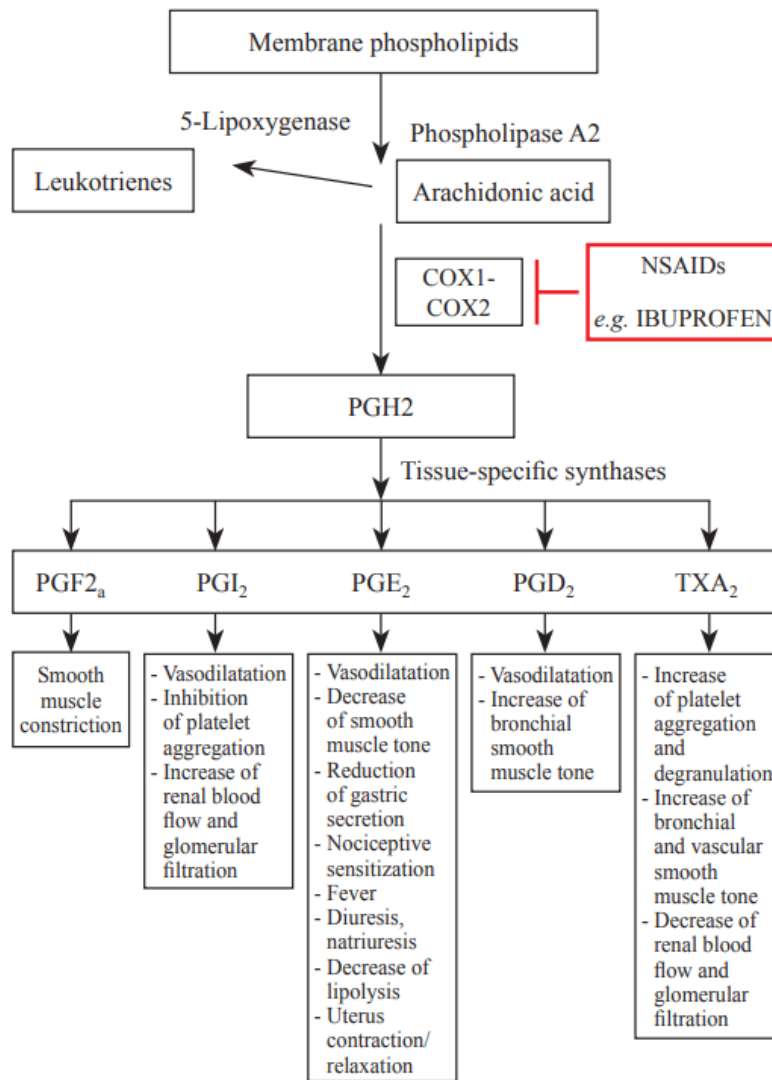 Membrane phospholipids
5-Lipoxygenase
Phospholipase A2
Leukotrienes
Arachidonic acid
COX1-
COX2
NSAIDs
e.g. IBUPROFEN
PGH2
Tissue-specific synthases
PGF2a
PGI2
PGE2
PGD2
TXA2
Smooth
muscle
constriction
- Vasodilatation
- Inhibition
of platelet
aggregation
- Increase of
renal blood
flow and
glomerular
filtration
- Vasodilatation
- Decrease
of smooth
muscle tone
- Reduction
of gastric
secretion
- Nociceptive
sensitization
- Fever
- Diuresis,
natriuresis
- Decrease of
lipolysis
- Uterus
contraction/
relaxation
- Vasodilatation
- Increase of
bronchial
smooth
muscle tone
- Increase
of platelet
aggregation
and
degranulation
- Increase of
bronchial
and vascular
smooth
muscle tone
- Decrease of
renal blood
flow and
glomerular
filtration